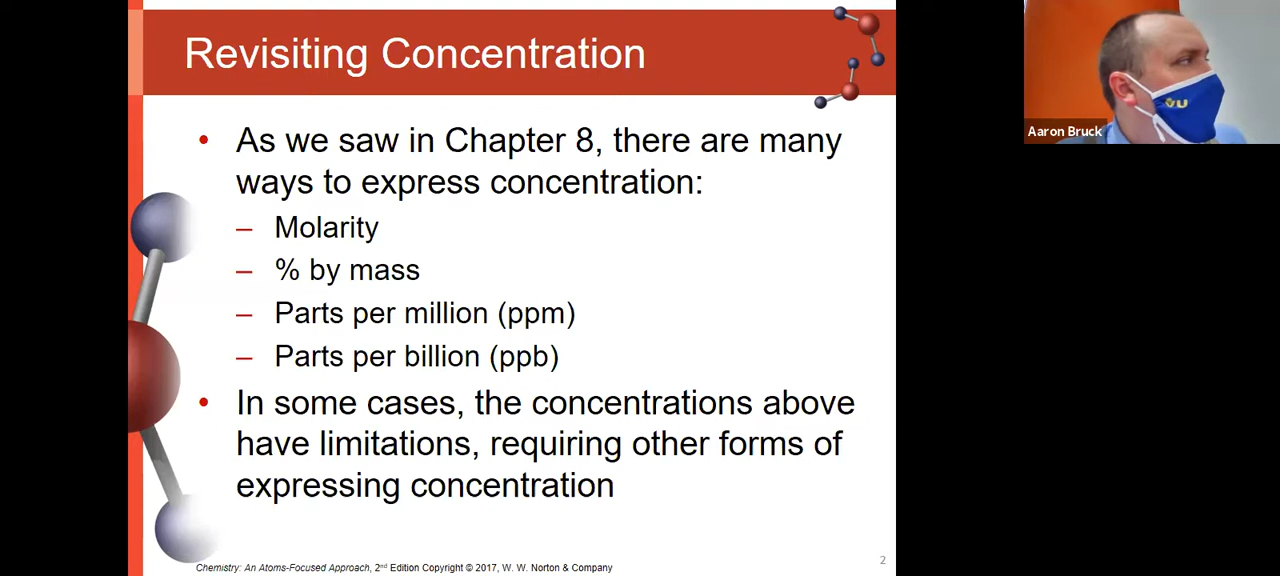 Revisiting Concentration
• As we saw in Chapter 8, there are many
ways to express concentration:
– Molarity
– % by mass
– Parts per million (ppm)
– Parts per billion (ppb)
• In some cases, the concentrations above
have limitations, requiring other forms of
expressing concentration
Chemistry: An Atoms-Focused Approach, 2nd Edition Copyright © 2017, W. W. Norton & Company
2
Aaron Bruck